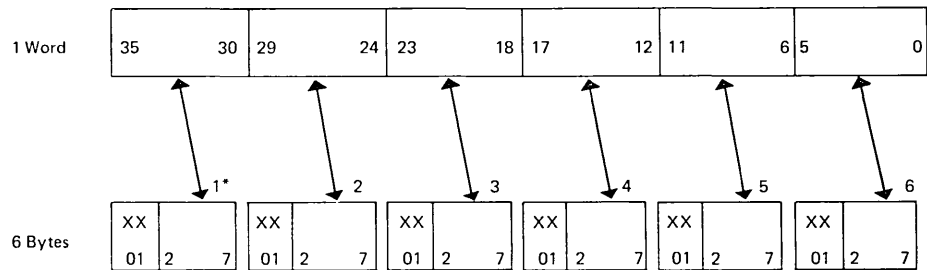 1 Word 35 30 29 24 23 18 17 12 11 6 5 0
1* 2 3 4 5 6
XX XX XX XX XX XX
6 Bytes 01 2 7 01 2 7 01 2 7 01 2 7 01 2 7 01 2 7